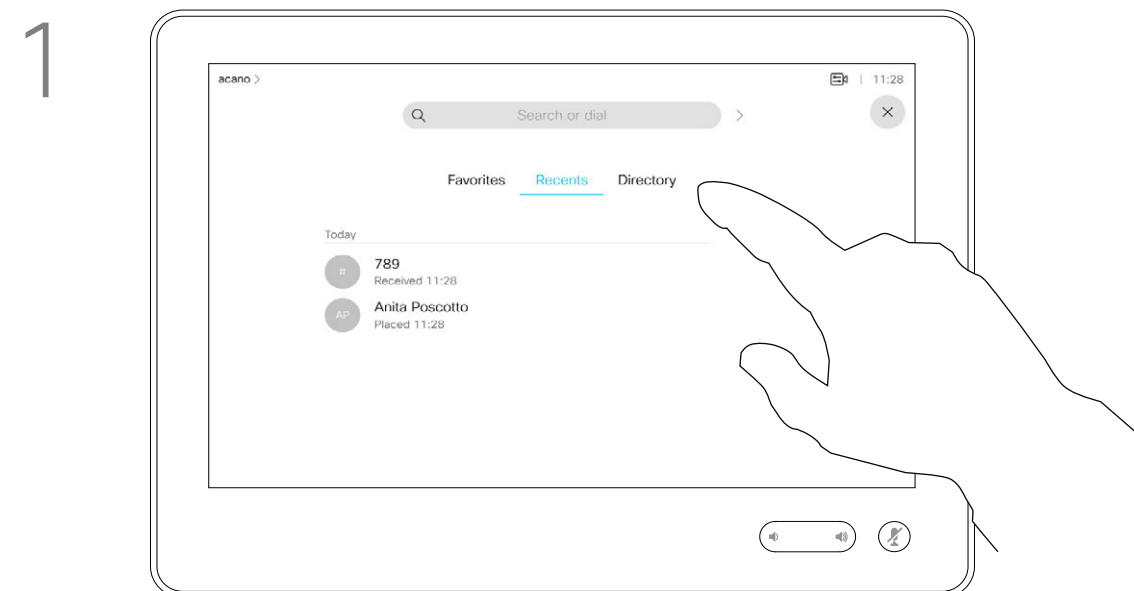 1
acano > | 11:28
Search or dial >
Favorites Recents Directory
Today
# 789
Received 11:28
AP Anita Poscotto
Placed 11:28